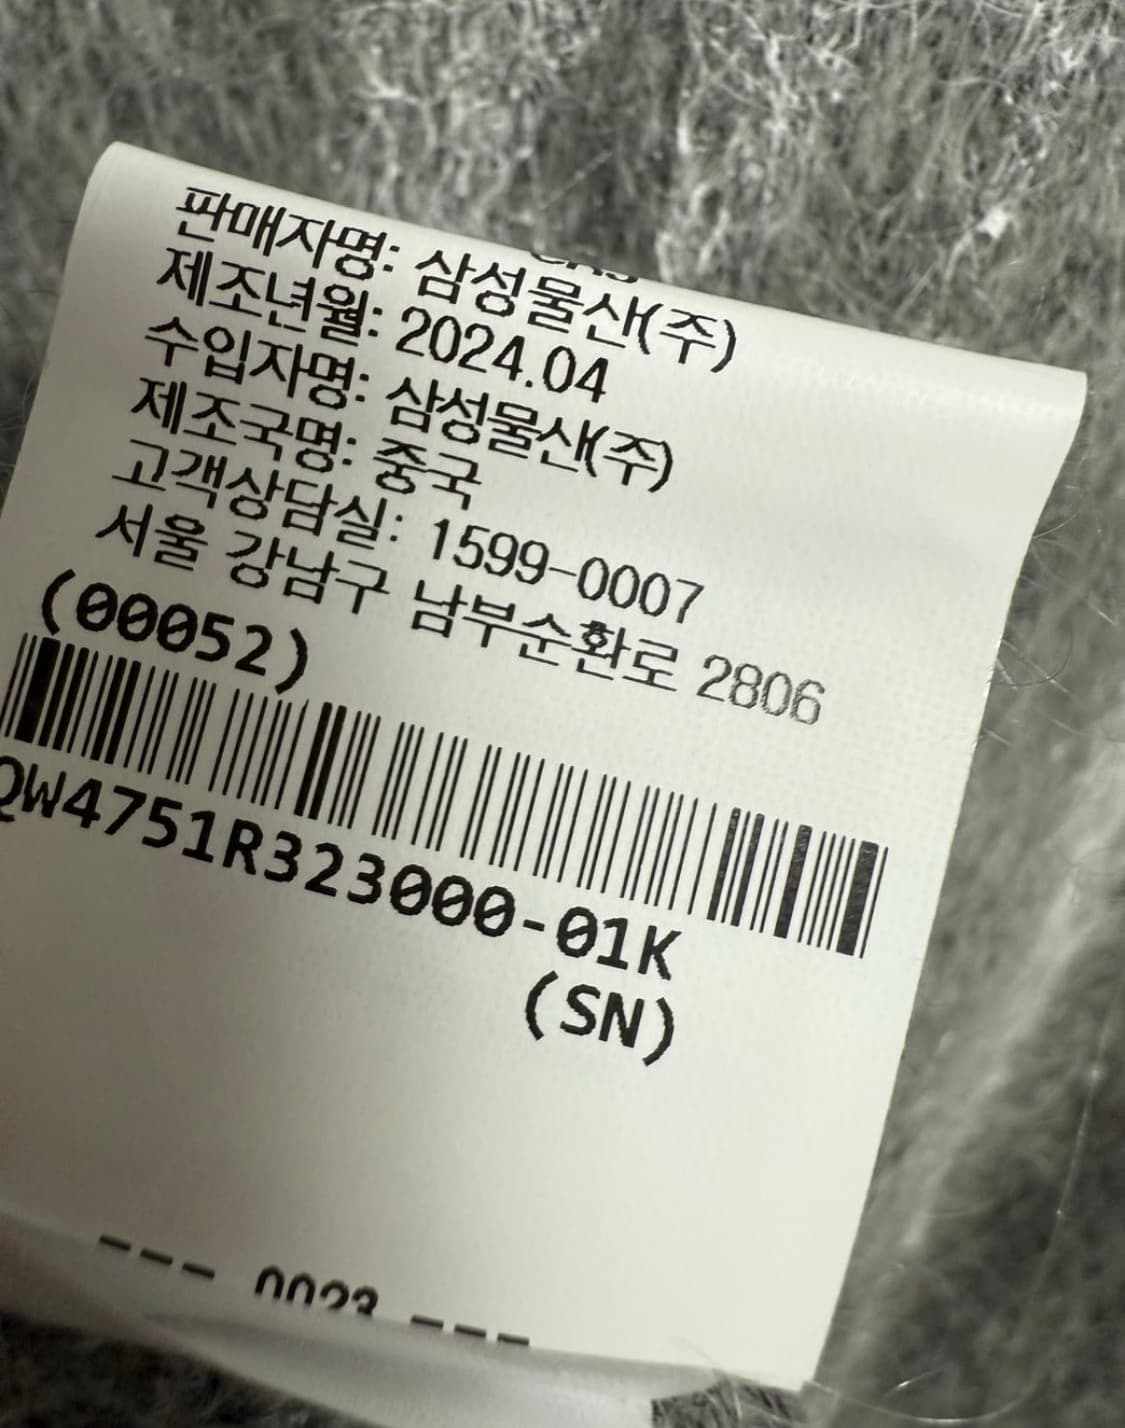 판매자명: 삼성물산(주)
제조년월: 2024.04
수입자명: 삼성물산(주)
제조국명: 중국
고객상담실: 1599-0007
서울 강남구 남부순환로 2806
(00052)
QW4751R323000-01K
(SN)
--- 0023 ---